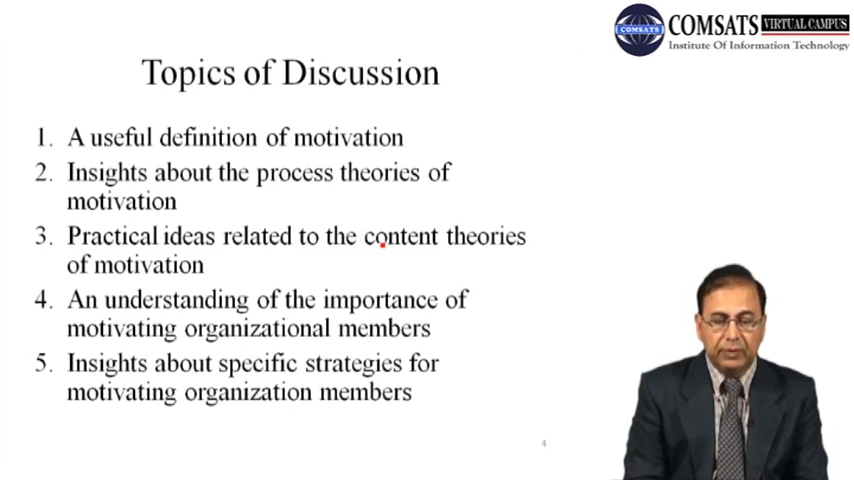 COMSATS VIRTUAL CAMPUS
COMSATS
Institute Of Information Technology
Topics of Discussion
1. A useful definition of motivation
2. Insights about the process theories of
motivation
3. Practical ideas related to the content theories
of motivation
4. An understanding of the importance of
motivating organizational members
5. Insights about specific strategies for
motivating organization members
4